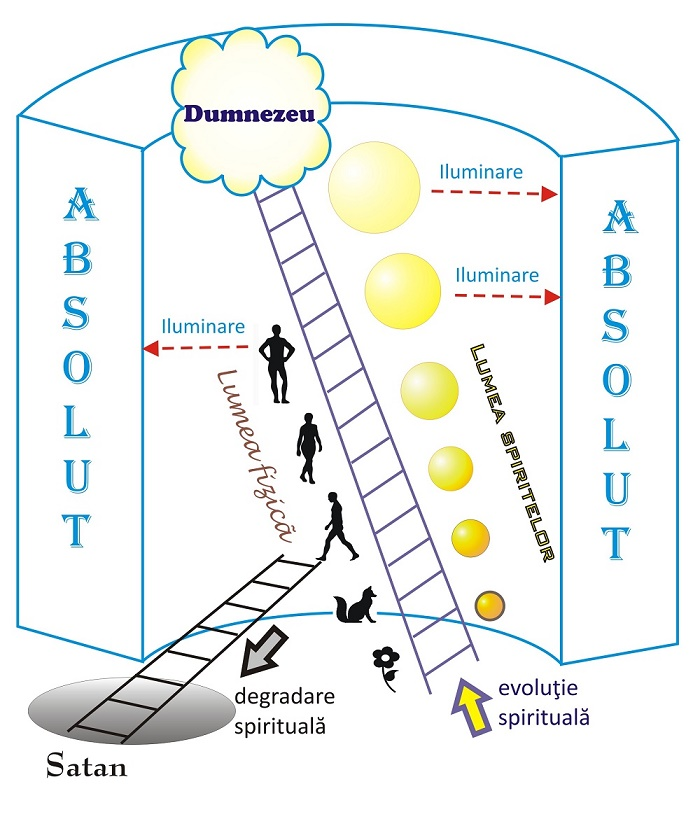 Dumnezeu
Iluminare
ABSOLUT
ABSOLUT
Iluminare
Iluminare
Lumea fizică
LUMEA SPIRITELOR
degradare
spirituală
evoluţie
spirituală
Satan